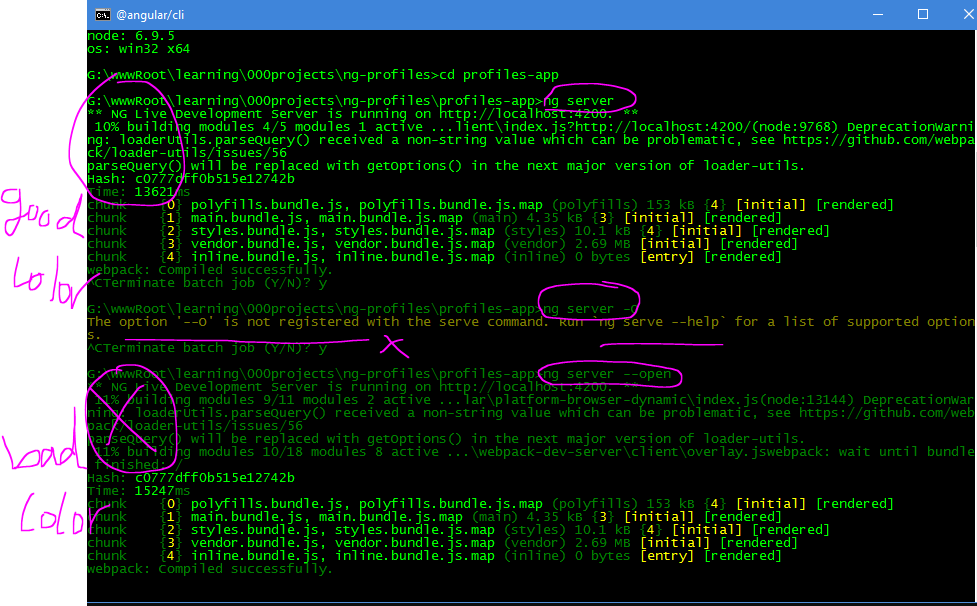 @angular/cli
node: 6.9.5
os: win32 x64
G:\wwwRoot\learning\000projects\ng-profiles>cd profiles-app
G:\wwwRoot\learning\000projects\ng-profiles\profiles-app>ng server
** NG Live Development Server is running on http://localhost:4200. **
10% building modules 4/5 modules 1 active ...lient\index.js?http://localhost:4200/(node:9768) DeprecationWarni
ng: loaderUtils.parseQuery() received a non-string value which can be problematic, see https://github.com/webpa
ck/loader-utils/issues/56
parseQuery() will be replaced with getOptions() in the next major version of loader-utils.
Hash: c0777dff0b515e12742b
Time: 13621ms
good
chunk {0} polyfills.bundle.js, polyfills.bundle.js.map (polyfills) 153 kB {4} [initial] [rendered]
chunk {1} main.bundle.js, main.bundle.js.map (main) 4.35 kB {3} [initial] [rendered]
chunk {2} styles.bundle.js, styles.bundle.js.map (styles) 10.1 kB {4} [initial] [rendered]
chunk {3} vendor.bundle.js, vendor.bundle.js.map (vendor) 2.69 MB [initial] [rendered]
chunk {4} inline.bundle.js, inline.bundle.js.map (inline) 0 bytes [entry] [rendered]
color
webpack: Compiled successfully.
^CTerminate batch job (Y/N)? y
G:\wwwRoot\learning\000projects\ng-profiles\profiles-app>ng server -O
The option '--O' is not registered with the serve command. Run `ng serve --help` for a list of supported option
s.
x
^CTerminate batch job (Y/N)? y
G:\wwwRoot\learning\000projects\ng-profiles\profiles-app>ng server --open
** NG Live Development Server is running on http://localhost:4200. **
11% building modules 9/11 modules 2 active ...lar\platform-browser-dynamic\index.js(node:13144) DeprecationWar
ning: loaderUtils.parseQuery() received a non-string value which can be problematic, see https://github.com/web
pack/loader-utils/issues/56
parseQuery() will be replaced with getOptions() in the next major version of loader-utils.
bad
11% building modules 10/18 modules 8 active ...\webpack-dev-server\client\overlay.jswebpack: wait until bundle
finished:
Hash: c0777dff0b515e12742b
Time: 15247ms
color
chunk {0} polyfills.bundle.js, polyfills.bundle.js.map (polyfills) 153 kB {4} [initial] [rendered]
chunk {1} main.bundle.js, main.bundle.js.map (main) 4.35 kB {3} [initial] [rendered]
chunk {2} styles.bundle.js, styles.bundle.js.map (styles) 10.1 kB {4} [initial] [rendered]
chunk {3} vendor.bundle.js, vendor.bundle.js.map (vendor) 2.69 MB [initial] [rendered]
chunk {4} inline.bundle.js, inline.bundle.js.map (inline) 0 bytes [entry] [rendered]
webpack: Compiled successfully.